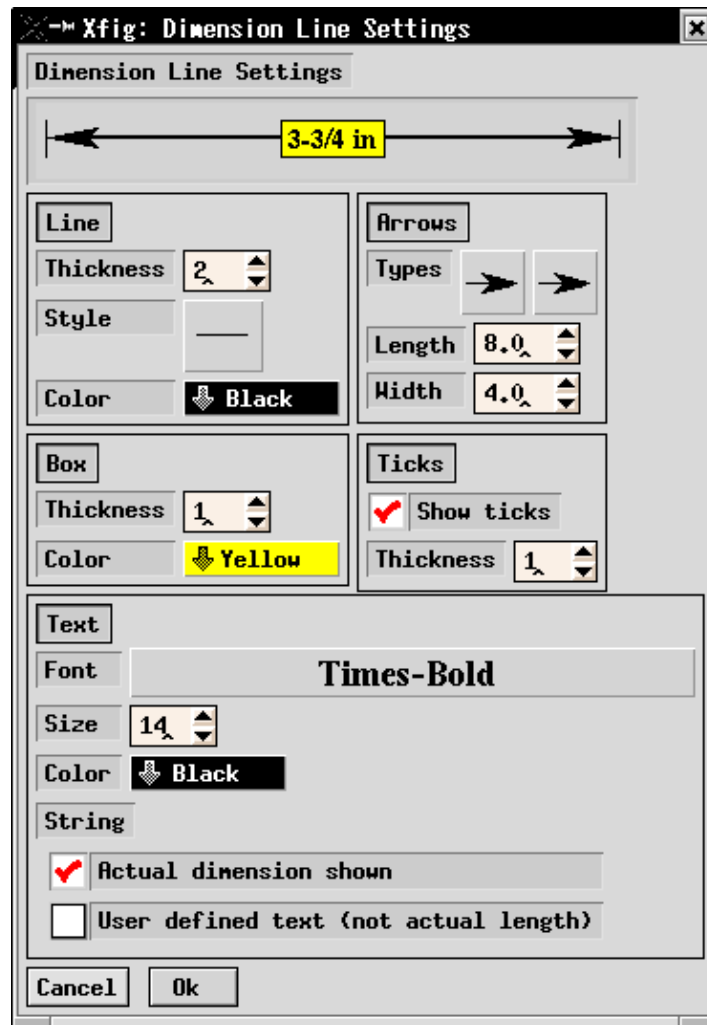 Xfig: Dimension Line Settings
Dimension Line Settings
3-3/4 in
Line
Thickness 2
Style
Color Black
Arrows
Types
Length 8.0
Width 4.0
Box
Thickness 1
Color Yellow
Ticks
Show ticks
Thickness 1
Text
Font Times-Bold
Size 14
Color Black
String
Actual dimension shown
User defined text (not actual length)
Cancel Ok